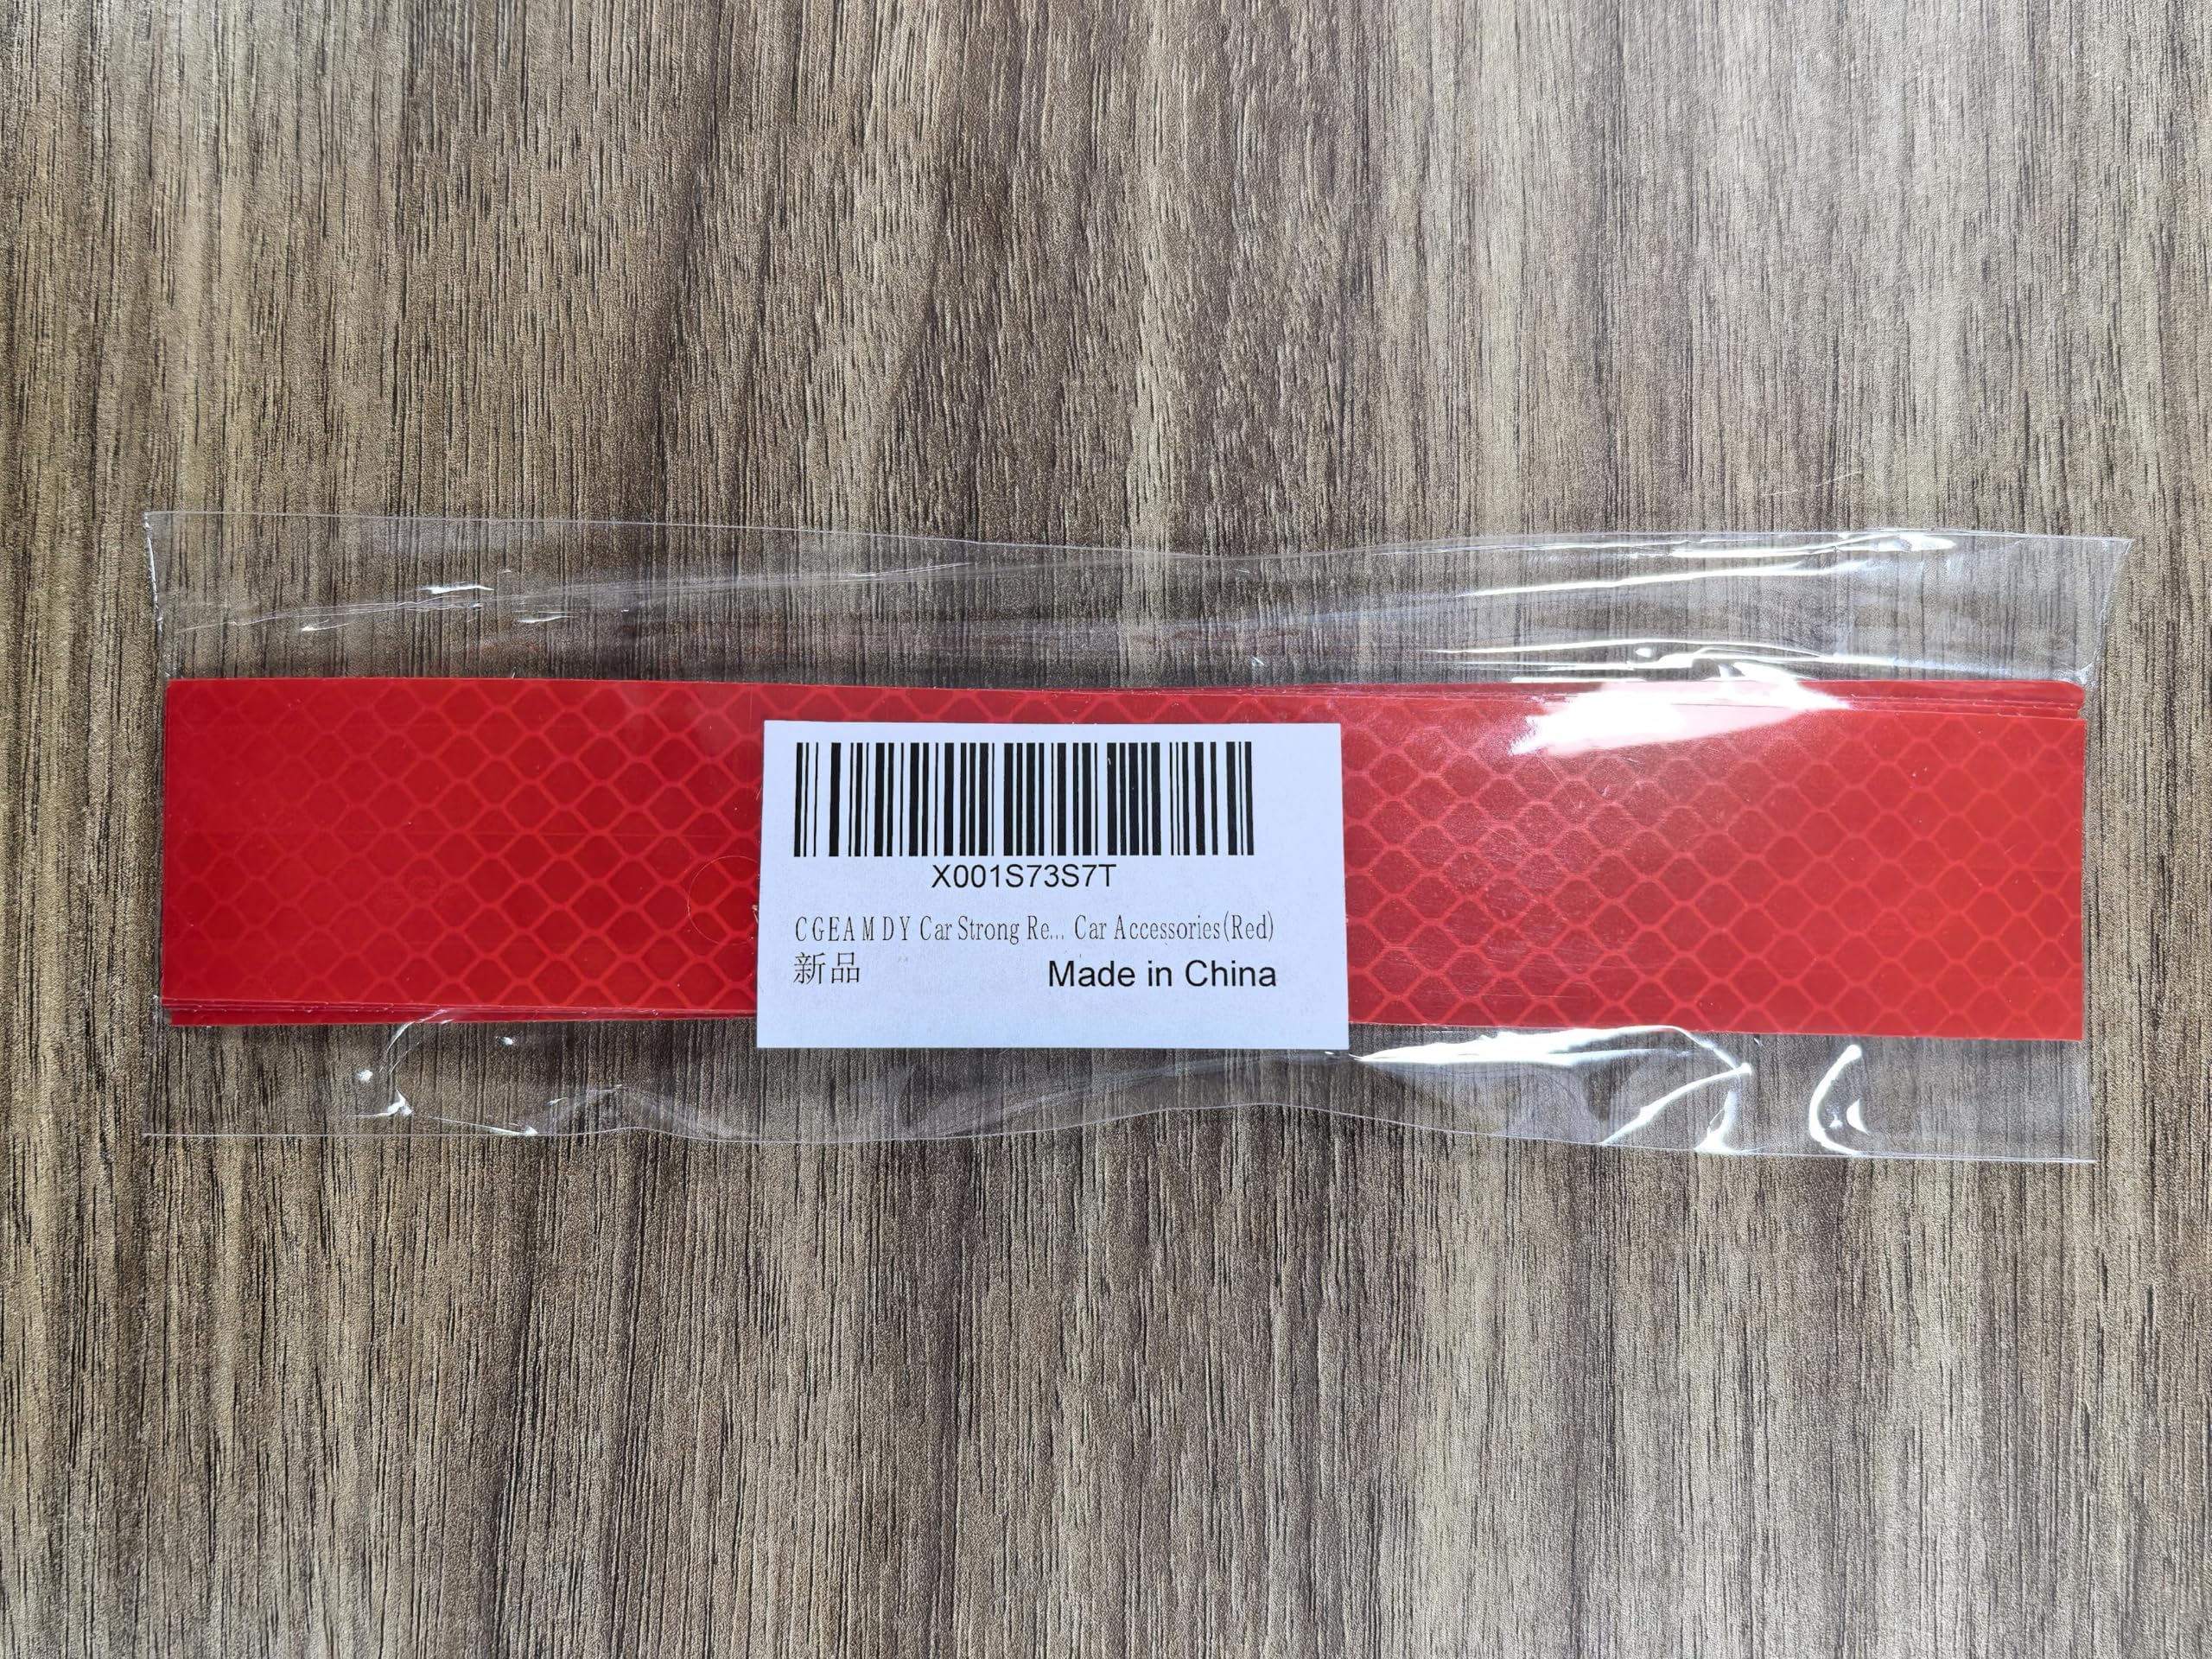 X001S73S7T
CGEAMDY Car Strong Re... Car Accessories(Red)
新品 Made in China